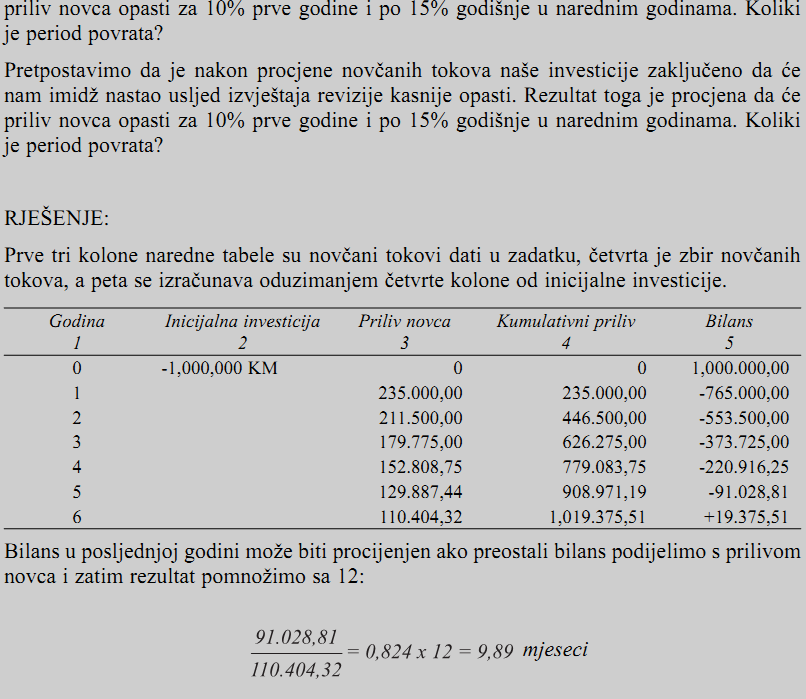 priliv novca opasti za 10% prve godine i po 15% godišnje u narednim godinama. Koliki
je period povrata?
Pretpostavimo da je nakon procjene novčanih tokova naše investicije zaključeno da će
nam imidž nastao usljed izvještaja revizije kasnije opasti. Rezultat toga je procjena da će
priliv novca opasti za 10% prve godine i po 15% godišnje u narednim godinama. Koliki
je period povrata?
RJEŠENJE:
Prve tri kolone naredne tabele su novčani tokovi dati u zadatku, četvrta je zbir novčanih
tokova, a peta se izračunava oduzimanjem četvrte kolone od inicijalne investicije.
Godina Inicijalna investicija Priliv novca Kumulativni priliv Bilans
1 2 3 4 5
0 -1,000,000 KM 0 0 1,000.000,00
1 235.000,00 235.000,00 -765.000,00
2 211.500,00 446.500,00 -553.500,00
3 179.775,00 626.275,00 -373.725,00
4 152.808,75 779.083,75 -220.916,25
5 129.887,44 908.971,19 -91.028,81
6 110.404,32 1,019.375,51 +19.375,51
Bilans u posljednjoj godini može biti procijenjen ako preostali bilans podijelimo s prilivom
novca i zatim rezultat pomnožimo sa 12:
91.028,81
110.404,32 = 0,824 x 12 = 9,89 mjeseci